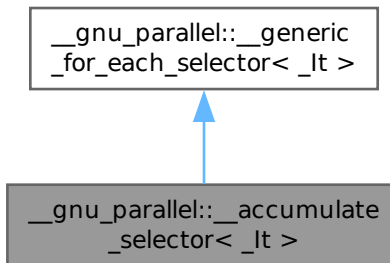 __gnu_parallel::__generic
_for_each_selector< _It >
__gnu_parallel::__accumulate
_selector< _It >